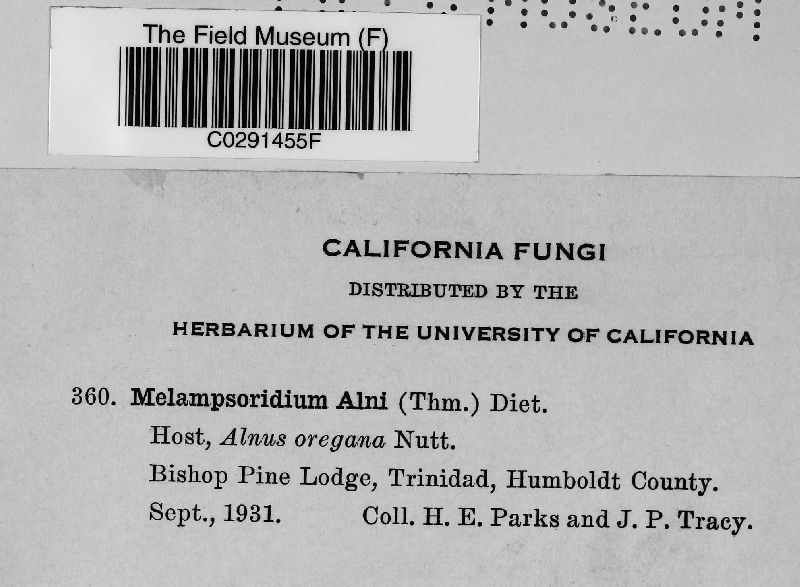 The Field Museum (F)
C0291455F
CALIFORNIA FUNGI
DISTRIBUTED BY THE
HERBARIUM OF THE UNIVERSITY OF CALIFORNIA
360. Melampsoridium Alni (Thm.) Diet.
Host, Alnus oregana Nutt.
Bishop Pine Lodge, Trinidad, Humboldt County.
Sept., 1931. Coll. H. E. Parks and J. P. Tracy.